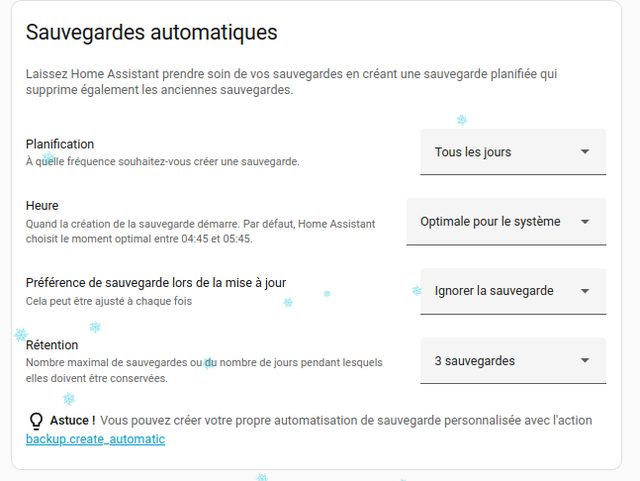 Sauvegardes automatiques
Laissez Home Assistant prendre soin de vos sauvegardes en créant une sauvegarde planifiée qui
supprime également les anciennes sauvegardes.
Planification
À quelle fréquence souhaitez-vous créer une sauvegarde.
Tous les jours
Heure
Quand la création de la sauvegarde démarre. Par défaut, Home Assistant
choisit le moment optimal entre 04:45 et 05:45.
Optimale pour le système
Préférence de sauvegarde lors de la mise à jour
Cela peut être ajusté à chaque fois
Ignorer la sauvegarde
Rétention
Nombre maximal de sauvegardes ou du nombre de jours pendant lesquels
elles doivent être conservées.
3 sauvegardes
Astuce ! Vous pouvez créer votre propre automatisation de sauvegarde personnalisée avec l'action
backup.create_automatic